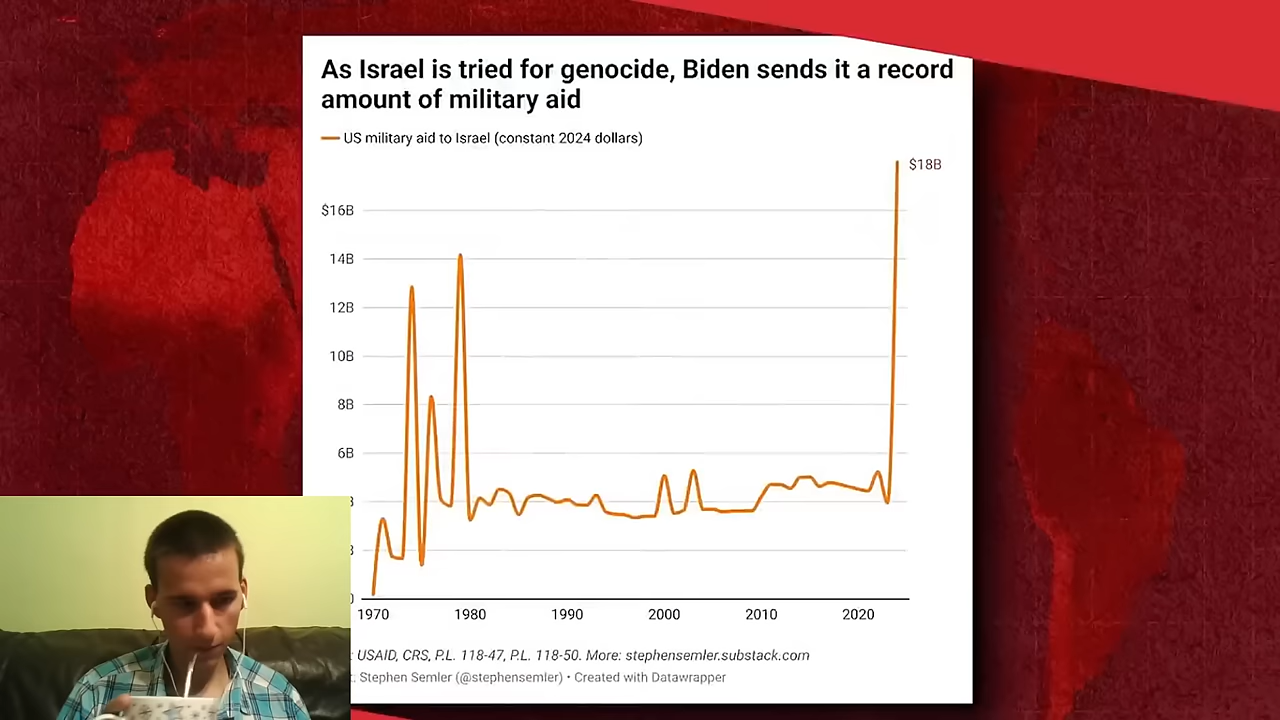 As Israel is tried for genocide, Biden sends it a record
amount of military aid
US military aid to Israel (constant 2024 dollars)
$18B
$16B
14B
12B
10B
8B
6B
1970 1980 1990 2000 2010 2020
USAID, CRS, P.L. 118-47, P.L. 118-50. More: stephensemler.substack.com
Stephen Semler (@stephensemler) • Created with Datawrapper